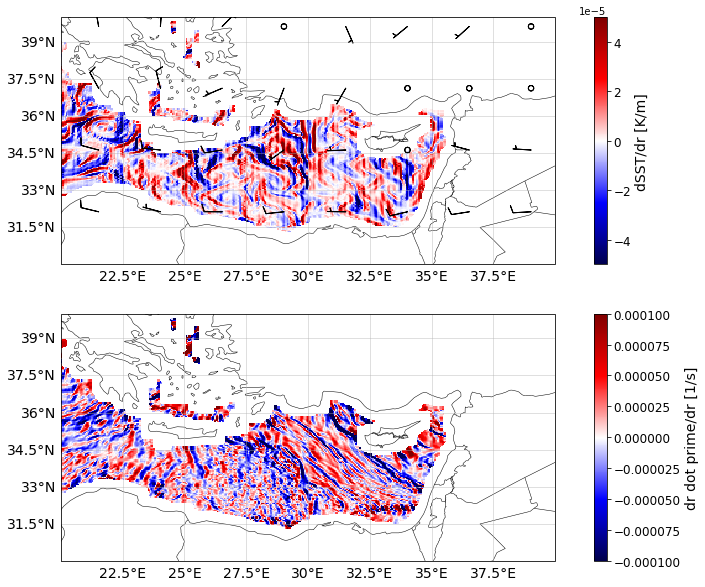 1e−5
39°N
37.5°N
36°N
34.5°N
33°N
31.5°N
22.5°E 25°E 27.5°E 30°E 32.5°E 35°E 37.5°E
4
2
0
−2
−4
dSST/dr [K/m]
39°N
37.5°N
36°N
34.5°N
33°N
31.5°N
22.5°E 25°E 27.5°E 30°E 32.5°E 35°E 37.5°E
0.000100
0.000075
0.000050
0.000025
0.000000
−0.000025
−0.000050
−0.000075
−0.000100
dr dot prime/dr [1/s]